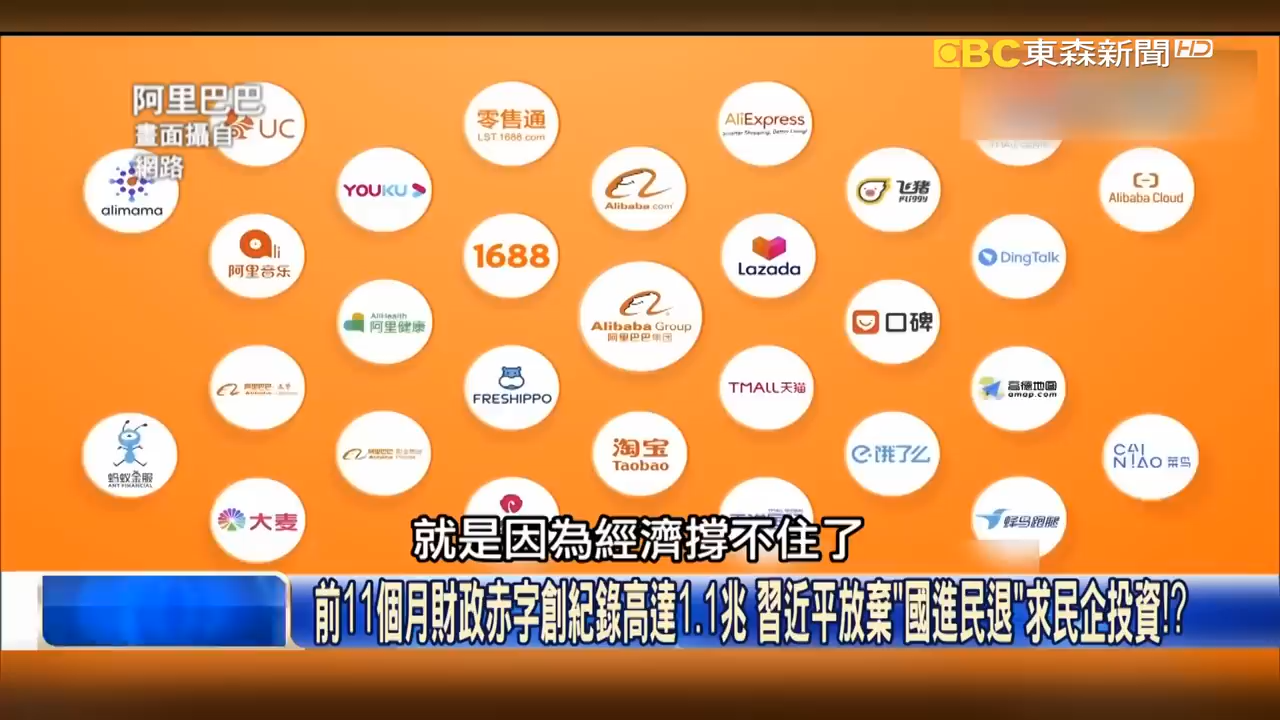 EBC東森新聞HD
阿里巴巴
畫面攝自
網路
UC
零售通
LST.1688.com
AliExpress
Smarter Shopping, Better Living!
alimama
YOUKU
Alibaba.com
飞猪
FLIGGY
Alibaba Cloud
Ali
阿里音乐
1688
Lazada
DingTalk
AliHealth
阿里健康
Alibaba Group
阿里巴巴集团
口碑
FRESHIPPO
TMALL天猫
高德地图
amap.com
蚂蚁金服
ANT FINANCIAL
淘宝
Taobao
饿了么
CAI
NIAO 菜鸟
大麦
蜂鸟跑腿
就是因為經濟撐不住了
前11個月財政赤字創紀錄高達1.1兆 習近平放棄"國進民退"求民企投資!?